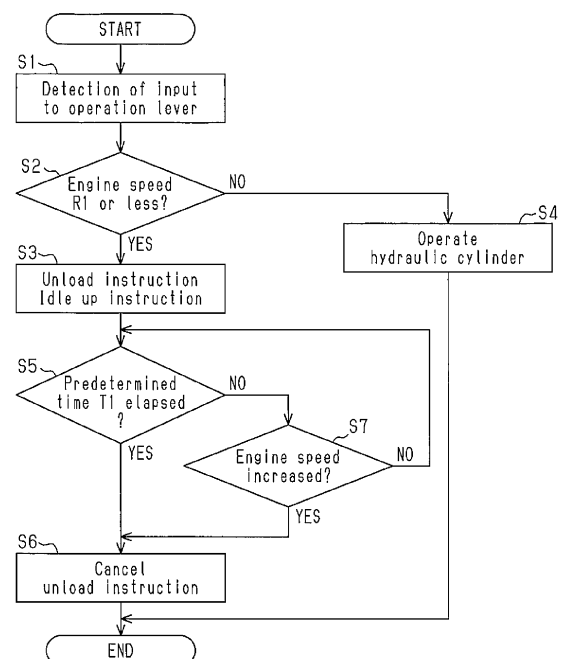 START
S1
Detection of input
to operation lever
S2
Engine speed
R1 or less?
NO
YES
S4
Operate
hydraulic cylinder
S3
Unload instruction
Idle up instruction
S5
Predetermined
time T1 elapsed
?
NO
YES
S7
Engine speed
increased?
NO
YES
S6
Cancel
unload instruction
END